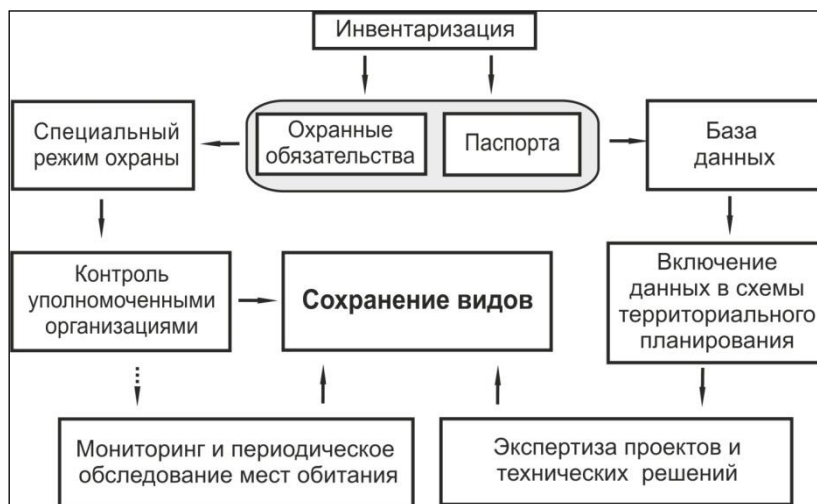 Инвентаризация
Специальный
режим охраны
Охранные
обязательства
Паспорта
База
данных
Контроль
уполномоченными
организациями
Сохранение видов
Включение
данных в схемы
территориального
планирования
Мониторинг и периодическое
обследование мест обитания
Экспертиза проектов и
технических решений